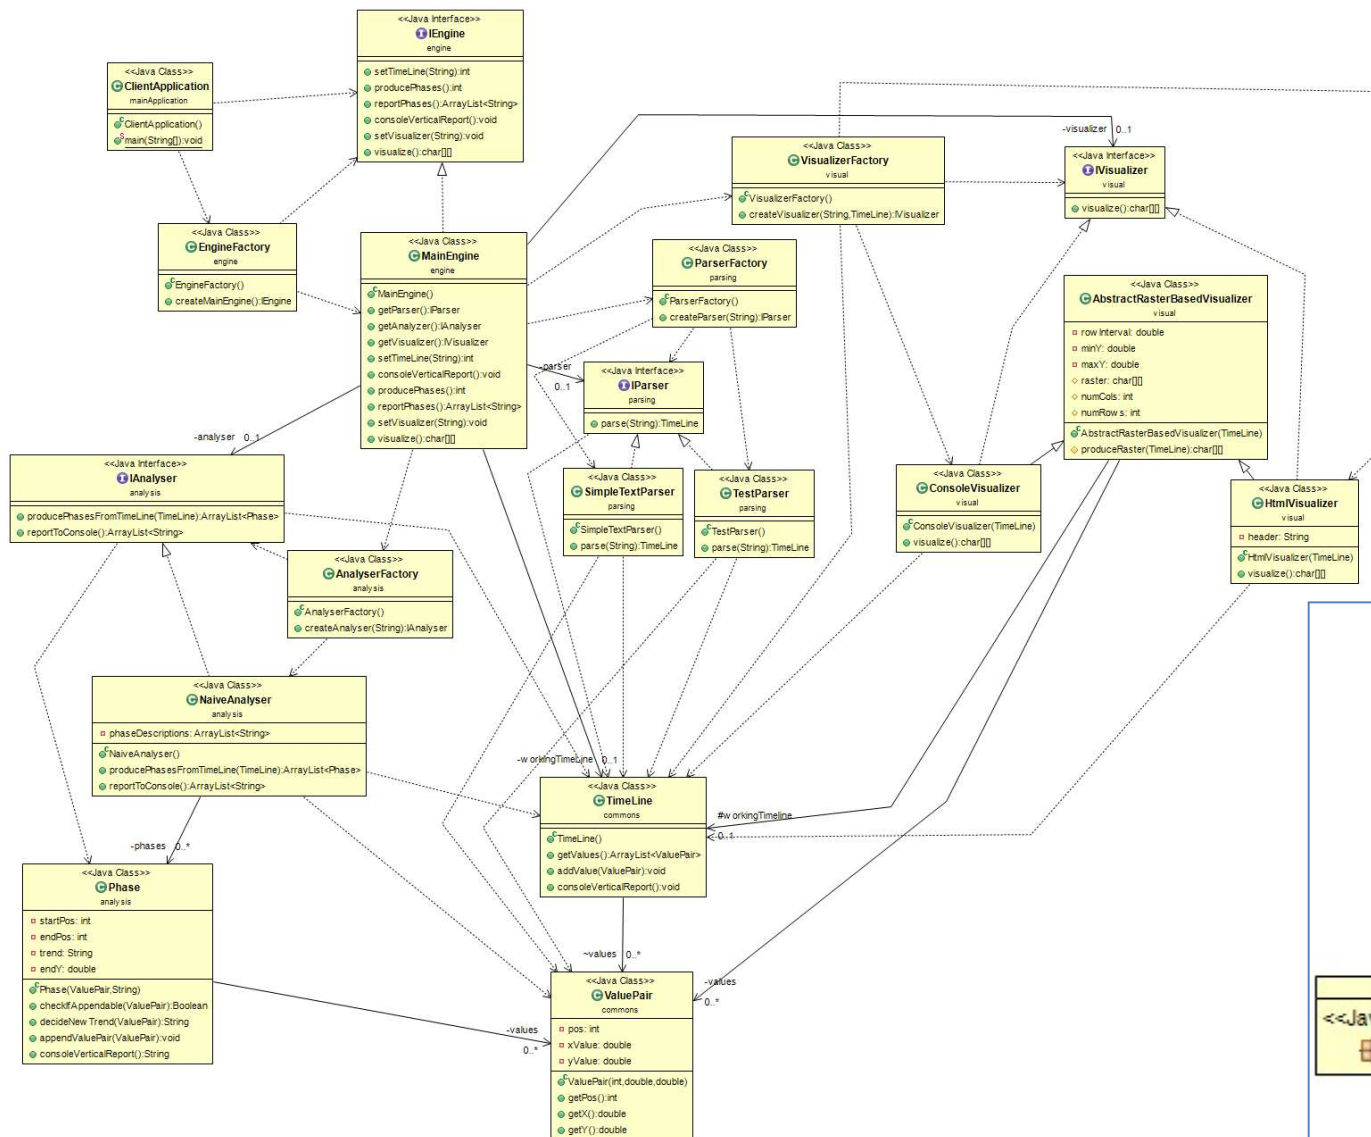 <<Java Interface>>
IEngine
engine
setTimeLine(String):int
producePhases():int
reportPhases():ArrayList<String>
consoleVerticalReport():void
setVisualizer(String):void
visualize():char[][]
<<Java Class>>
ClientApplication
mainApplication
ClientApplication()
main(String[]):void
<<Java Class>>
EngineFactory
engine
EngineFactory()
createMainEngine():IEngine
<<Java Class>>
MainEngine
engine
MainEngine()
getParser():IParser
getAnalyzer():IAnalyser
getVisualizer():IVisualizer
setTimeLine(String):int
consoleVerticalReport():void
producePhases():int
reportPhases():ArrayList<String>
setVisualizer(String):void
visualize():char[][]
<<Java Class>>
VisualizerFactory
visual
VisualizerFactory()
createVisualizer(String,TimeLine):IVisualizer
-visualizer 0..1
<<Java Interface>>
IVisualizer
visual
visualize():char[][]
<<Java Class>>
ParserFactory
parsing
ParserFactory()
createParser(String):IParser
<<Java Class>>
AbstractRasterBasedVisualizer
visual
rowInterval: double
minY: double
maxY: double
raster: char[][]
numCols: int
numRows: int
AbstractRasterBasedVisualizer(TimeLine)
produceRaster(TimeLine):char[][]
-parser
0..1
<<Java Interface>>
IParser
parsing
parse(String):TimeLine
-analyser 0..1
<<Java Interface>>
IAnalyser
analysis
producePhasesFromTimeLine(TimeLine):ArrayList<Phase>
reportToConsole():ArrayList<String>
<<Java Class>>
SimpleTextParser
parsing
SimpleTextParser()
parse(String):TimeLine
<<Java Class>>
TestParser
parsing
TestParser()
parse(String):TimeLine
<<Java Class>>
ConsoleVisualizer
visual
ConsoleVisualizer(TimeLine)
visualize():char[][]
<<Java Class>>
HtmlVisualizer
visual
header: String
HtmlVisualizer(TimeLine)
visualize():char[][]
<<Java Class>>
AnalyserFactory
analysis
AnalyserFactory()
createAnalyser(String):IAnalyser
<<Java Class>>
NaiveAnalyser
analysis
phaseDescriptions: ArrayList<String>
NaiveAnalyser()
producePhasesFromTimeLine(TimeLine):ArrayList<Phase>
reportToConsole():ArrayList<String>
-workingTimeLine 0..1
<<Java Class>>
TimeLine
commons
TimeLine()
getValues():ArrayList<ValuePair>
addValue(ValuePair):void
consoleVerticalReport():void
#workingTimeline
0..1
-phases 0..*
<<Java Class>>
Phase
analysis
startPos: int
endPos: int
trend: String
endY: double
Phase(ValuePair,String)
checkIfAppendable(ValuePair):Boolean
decideNewTrend(ValuePair):String
appendValuePair(ValuePair):void
consoleVerticalReport():String
~values 0..*
-values
0..*
-values
0..*
<<Java Class>>
ValuePair
commons
pos: int
xValue: double
yValue: double
ValuePair(int,double,double)
getPos():int
getX():double
getY():double
<<Jav